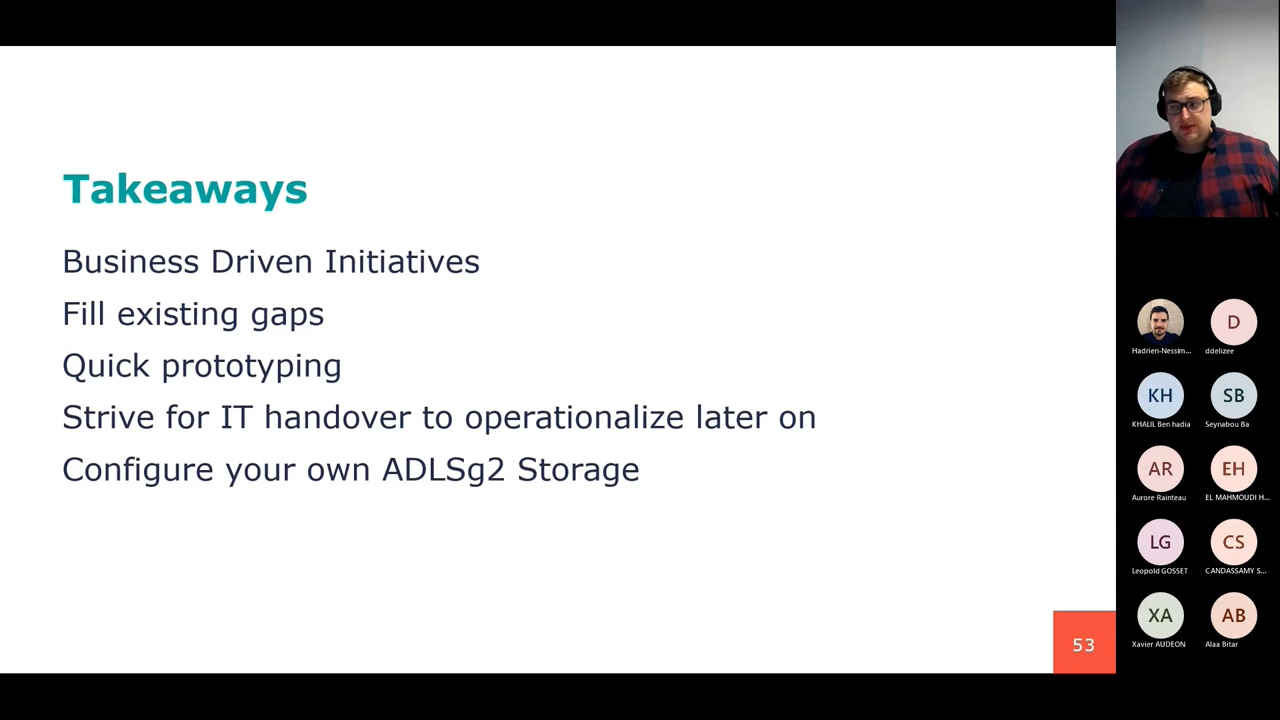 Takeaways
Business Driven Initiatives
Fill existing gaps
Quick prototyping
Strive for IT handover to operationalize later on
Configure your own ADLSg2 Storage
53
Hadrien-Nessim...
D
ddelizee
KH
KHALIL Ben hadia
SB
Seynabou Ba
AR
Aurore Rainteau
EH
EL MAHMOUDI H...
LG
Leopold GOSSET
CS
CANDASSAMY S...
XA
Xavier AUDEON
AB
Alaa Bitar